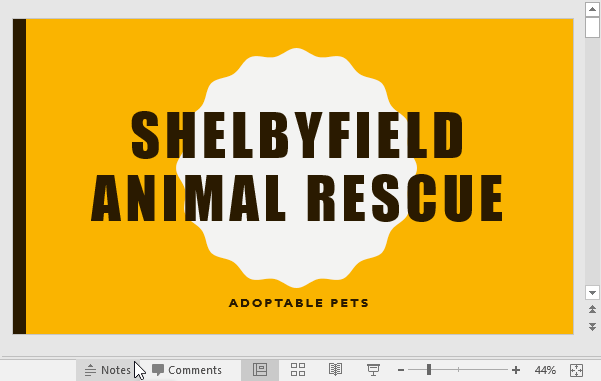 SHELBYFIELD
ANIMAL RESCUE
ADOPTABLE PETS
Notes Comments 44%